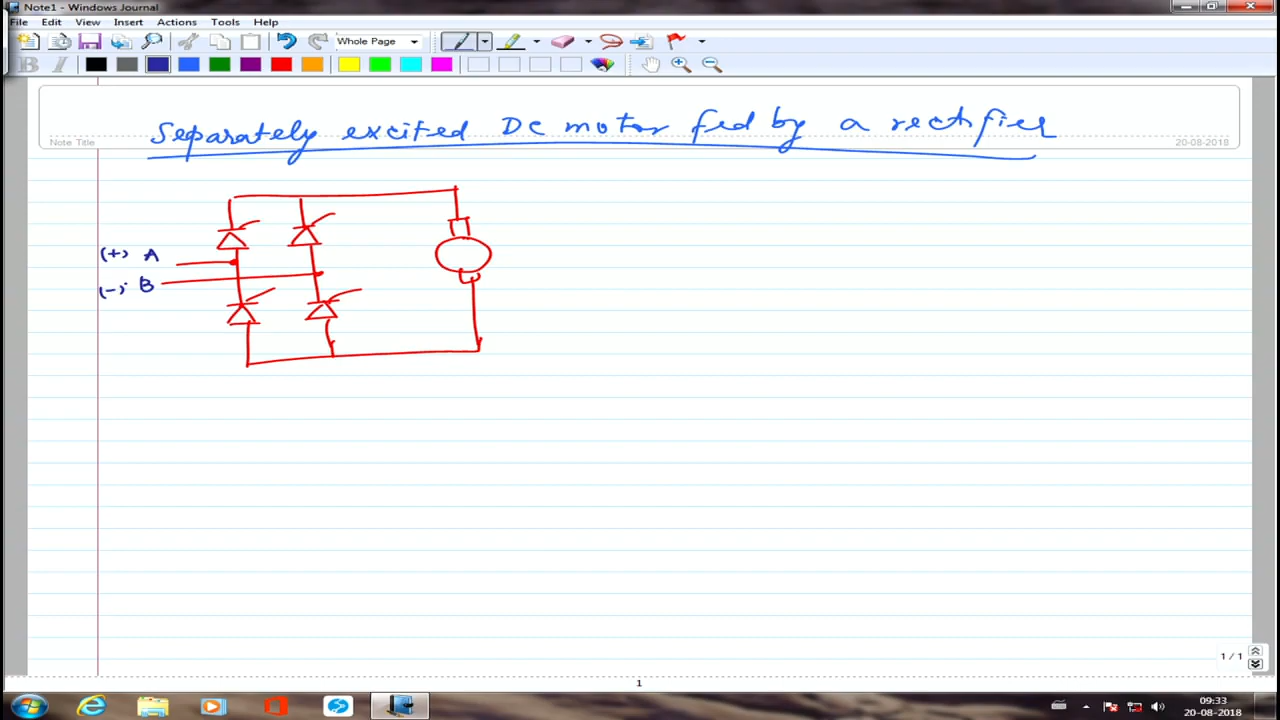 Note1 - Windows Journal
File Edit View Insert Actions Tools Help
Whole Page
B I
Separately excited DC motor fed by a rectifier
Note Title
20-08-2018
(+) A
(-) B
1 / 1
1
09:33
20-08-2018